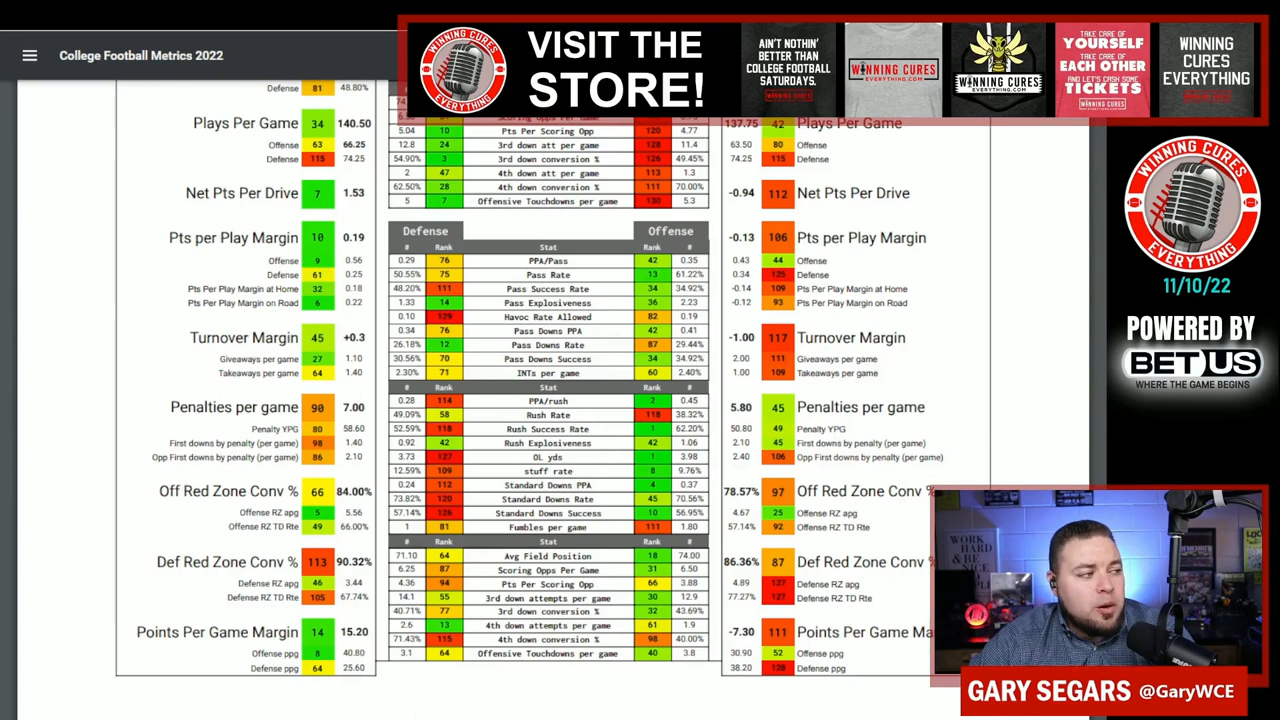 College Football Metrics 2022
VISIT THE
STORE!
WINNING CURES
EVERYTHING
AIN'T NOTHIN'
BETTER THAN
COLLEGE FOOTBALL
SATURDAYS.
WINNING CURES
WINNING CURES
EVERYTHING.COM
WINNING CURES
EVERYTHING.COM
TAKE CARE OF
YOURSELF
TAKE CARE OF
EACH OTHER
AND LET'S CASH SOME
TICKETS
WINNING CURES
WINNING
CURES
EVERYTHING
WINNING CURES
EVERYTHING
11/10/22
POWERED BY
BETUS
WHERE THE GAME BEGINS
Defense 81 48.80%
Plays Per Game 34 140.50
Offense 63 66.25
Defense 115 74.25
Net Pts Per Drive 7 1.53
Pts per Play Margin 10 0.19
Offense 9 0.56
Defense 61 0.25
Pts Per Play Margin at Home 32 0.18
Pts Per Play Margin on Road 6 0.12
Turnover Margin 45 +0.3
Giveaways per game 27 1.10
Takeaways per game 64 1.40
Penalties per game 90 7.00
Penalty YPG 80 58.60
First downs by penalty (per game) 98 1.40
Opp First downs by penalty (per game) 86 2.10
Off Red Zone Conv % 66 84.00%
Offense RZ apg 5 5.56
Offense RZ TD Rte 49 66.00%
Def Red Zone Conv % 113 90.32%
Defense RZ apg 46 3.44
Defense RZ TD Rte 105 67.74%
Points Per Game Margin 14 15.20
Offense ppg 8 40.80
Defense ppg 64 25.60
5.04 10 Pts Per Scoring Opp 120 4.77
12.8 24 3rd down att per game 128 11.4
54.90% 3 3rd down conversion % 126 49.45%
2 47 4th down att per game 113 1.3
62.50% 28 4th down conversion % 111 70.00%
5 7 Offensive Touchdowns per game 130 5.3
Defense Offense
# Rank Stat Rank #
0.29 76 PPA/Pass 42 0.35
50.55% 75 Pass Rate 13 61.22%
48.20% 111 Pass Success Rate 34 34.92%
1.33 14 Pass Explosiveness 36 2.23
0.10 129 Havoc Rate Allowed 82 0.19
0.34 76 Pass Downs PPA 42 0.41
26.18% 12 Pass Downs Rate 87 29.44%
30.56% 70 Pass Downs Success 34 34.92%
2.30% 71 INTs per game 60 2.40%
# Rank Stat Rank #
0.28 114 PPA/rush 2 0.45
49.09% 58 Rush Rate 118 38.32%
52.59% 118 Rush Success Rate 1 62.20%
0.92 42 Rush Explosiveness 42 1.06
3.73 127 OL yds 1 3.98
12.59% 109 stuff rate 8 9.76%
0.24 112 Standard Downs PPA 4 0.37
73.82% 120 Standard Downs Rate 45 70.56%
57.14% 126 Standard Downs Success 10 56.95%
1 81 Fumbles per game 111 1.80
# Rank Stat Rank #
71.10 64 Avg Field Position 18 74.00
6.25 87 Scoring Opps Per Game 31 6.50
4.36 94 Pts Per Scoring Opp 66 3.88
14.1 55 3rd down attempts per game 30 12.9
40.71% 77 3rd down conversion % 32 43.69%
2.6 13 4th down attempts per game 61 1.9
71.43% 115 4th down conversion % 98 40.00%
3.1 64 Offensive Touchdowns per game 40 3.8
137.75 42 Plays Per Game
63.50 80 Offense
74.25 115 Defense
-0.94 112 Net Pts Per Drive
-0.13 106 Pts per Play Margin
0.43 44 Offense
0.34 125 Defense
-0.14 109 Pts Per Play Margin at Home
-0.12 93 Pts Per Play Margin on Road
-1.00 117 Turnover Margin
2.00 111 Giveaways per game
1.00 109 Takeaways per game
5.80 45 Penalties per game
50.80 49 Penalty YPG
2.10 45 First downs by penalty (per game)
2.40 106 Opp First downs by penalty (per game)
78.57% 97 Off Red Zone Conv %
4.67 25 Offense RZ apg
57.14% 92 Offense RZ TD Rte
86.36% 87 Def Red Zone Conv %
4.89 127 Defense RZ apg
77.27% 127 Defense RZ TD Rte
-7.30 111 Points Per Game Ma
30.90 52 Offense ppg
38.20 128 Defense ppg
GARY SEGARS @GaryWCE